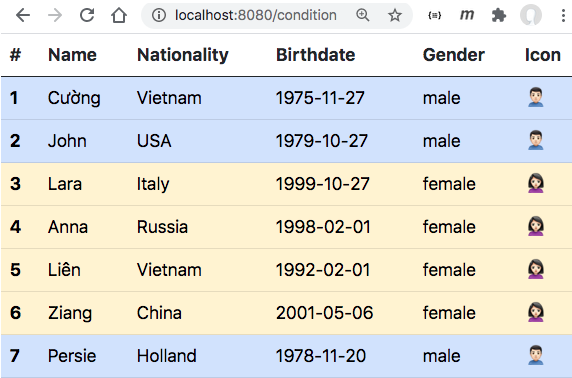 localhost:8080/condition
# Name Nationality Birthdate Gender Icon
1 Cường Vietnam 1975-11-27 male
2 John USA 1979-10-27 male
3 Lara Italy 1999-10-27 female
4 Anna Russia 1998-02-01 female
5 Liên Vietnam 1992-02-01 female
6 Ziang China 2001-05-06 female
7 Persie Holland 1978-11-20 male